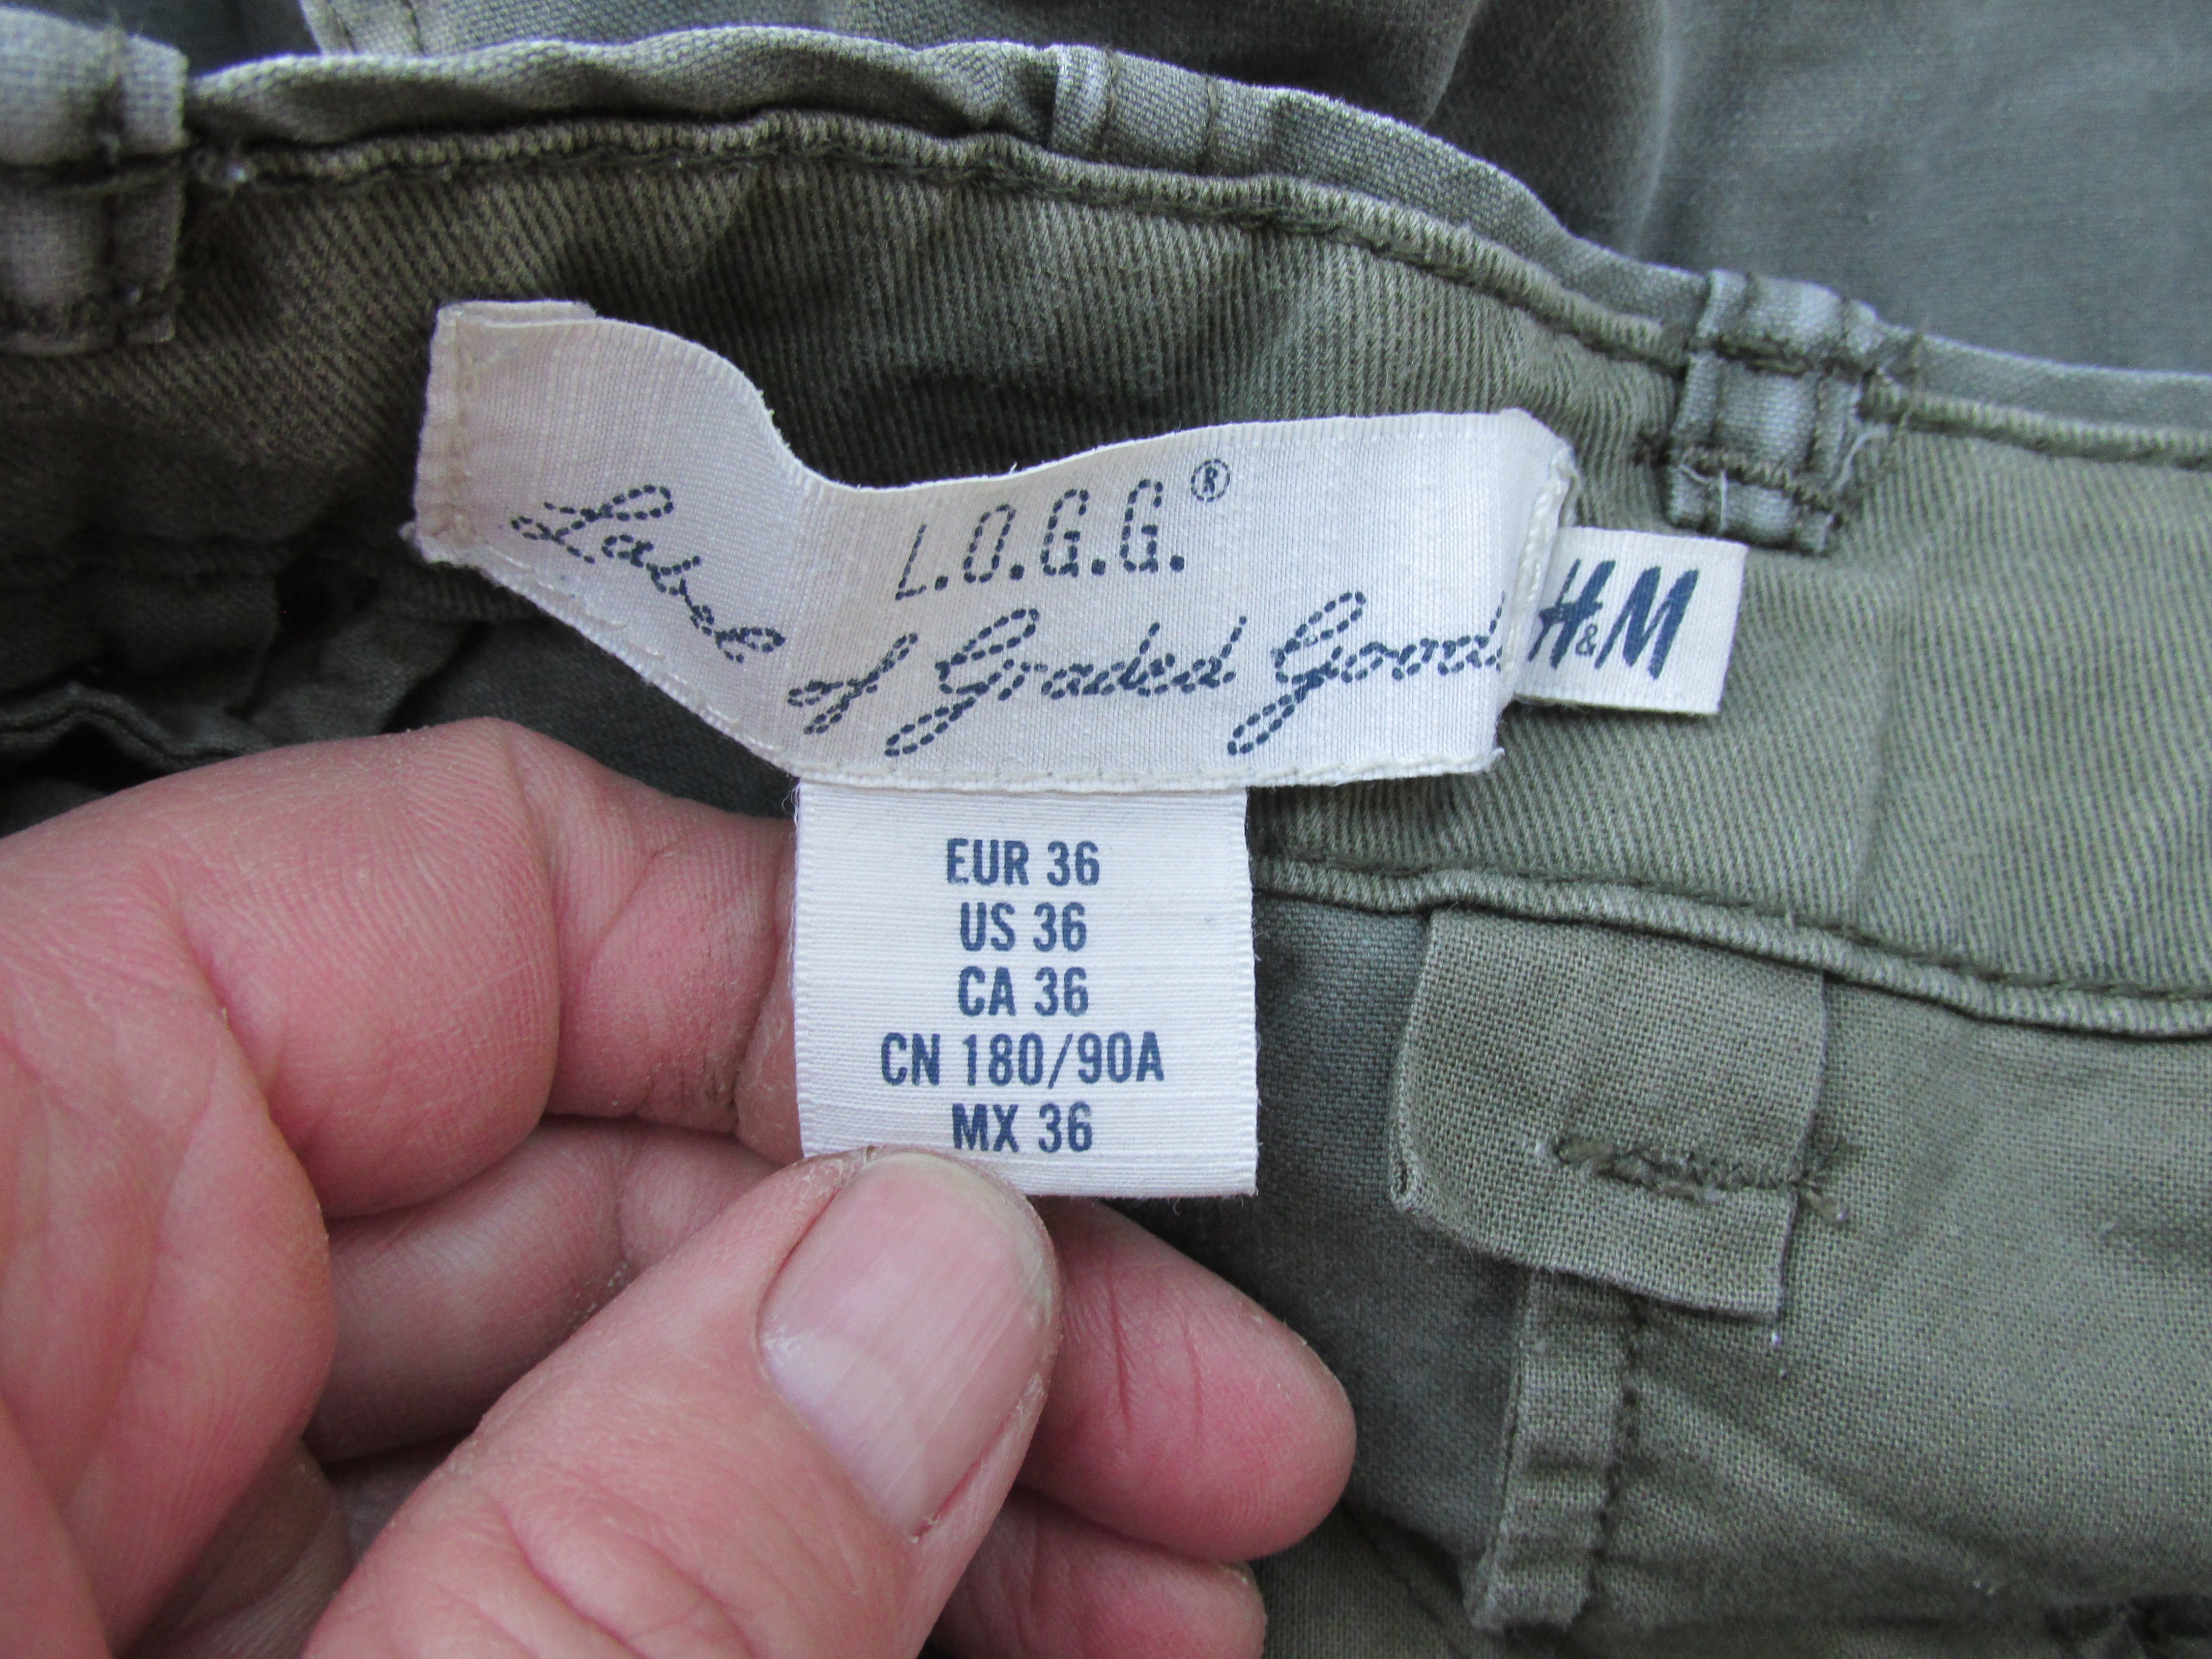 L.O.G.G.®
Label of Graded Goods
H&M
EUR 36
US 36
CA 36
CN 180/90A
MX 36